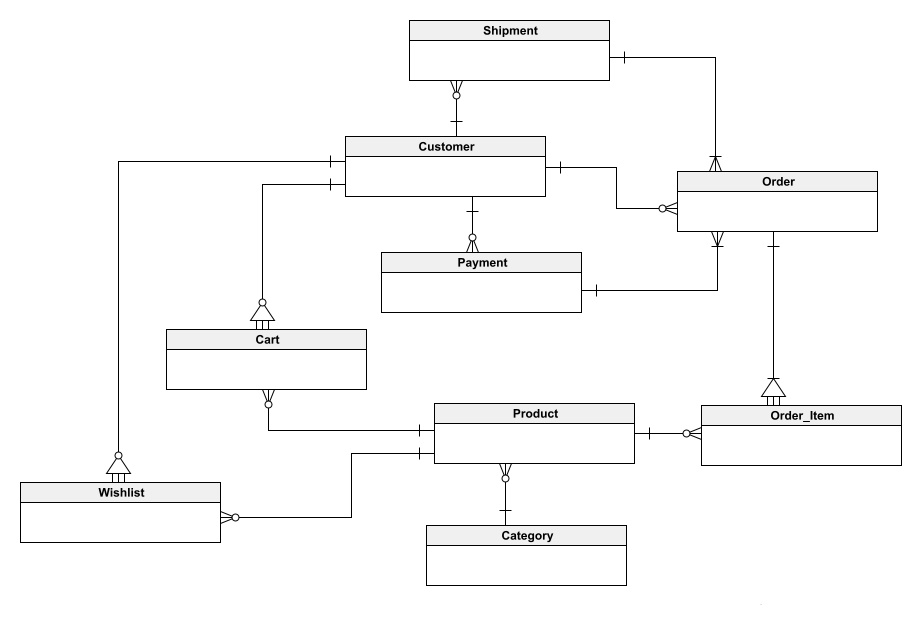 Shipment
Customer
Order
Payment
Cart
Product
Order_Item
Wishlist
Category